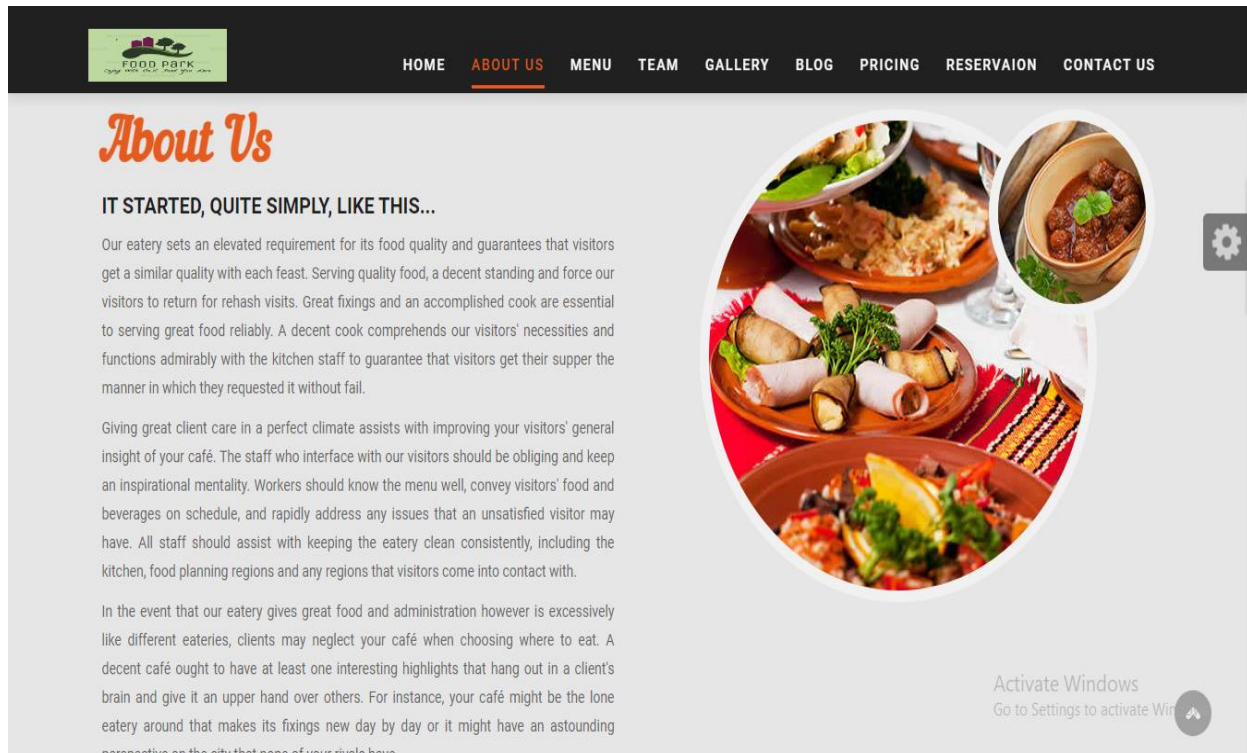 FOOD PARK
HOME ABOUT US MENU TEAM GALLERY BLOG PRICING RESERVAION CONTACT US
About Us
IT STARTED, QUITE SIMPLY, LIKE THIS...
Our eatery sets an elevated requirement for its food quality and guarantees that visitors
get a similar quality with each feast. Serving quality food, a decent standing and force our
visitors to return for rehash visits. Great fixings and an accomplished cook are essential
to serving great food reliably. A decent cook comprehends our visitors' necessities and
functions admirably with the kitchen staff to guarantee that visitors get their supper the
manner in which they requested it without fail.
Giving great client care in a perfect climate assists with improving your visitors' general
insight of your café. The staff who interface with our visitors should be obliging and keep
an inspirational mentality. Workers should know the menu well, convey visitors' food and
beverages on schedule, and rapidly address any issues that an unsatisfied visitor may
have. All staff should assist with keeping the eatery clean consistently, including the
kitchen, food planning regions and any regions that visitors come into contact with.
In the event that our eatery gives great food and administration however is excessively
like different eateries, clients may neglect your café when choosing where to eat. A
decent café ought to have at least one interesting highlights that hang out in a client's
brain and give it an upper hand over others. For instance, your café might be the lone
eatery around that makes its fixings new day by day or it might have an astounding
Activate Windows
Go to Settings to activate Win